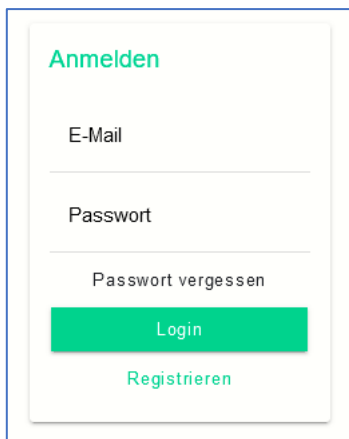 Anmelden
E-Mail
Passwort
Passwort vergessen
Login
Registrieren